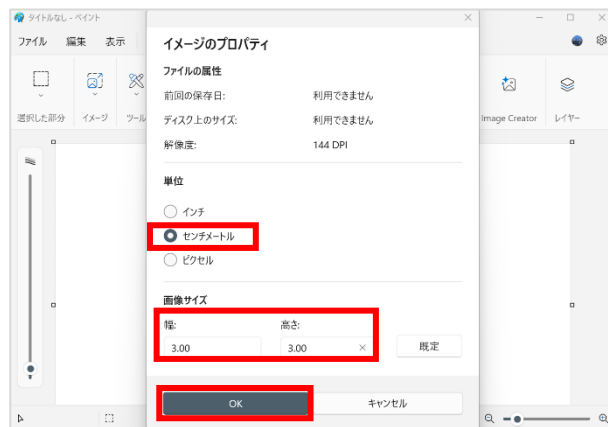 タイトルなし - ペイント
ファイル 編集 表示
選択した部分 イメージ ツール
Image Creator レイヤー
イメージのプロパティ
ファイルの属性
前回の保存日: 利用できません
ディスク上のサイズ: 利用できません
解像度: 144 DPI
単位
インチ
センチメートル
ピクセル
画像サイズ
幅: 高さ:
3.00 3.00 既定
OK キャンセル